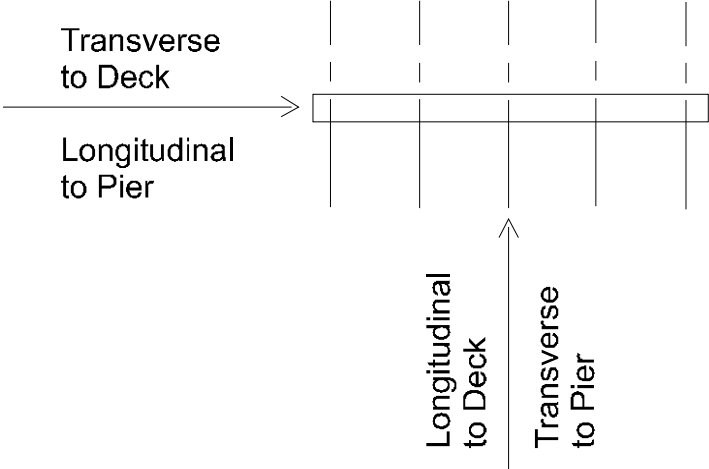 Transverse
to Deck
Longitudinal
to Pier
Longitudinal
to Deck
Transverse
to Pier